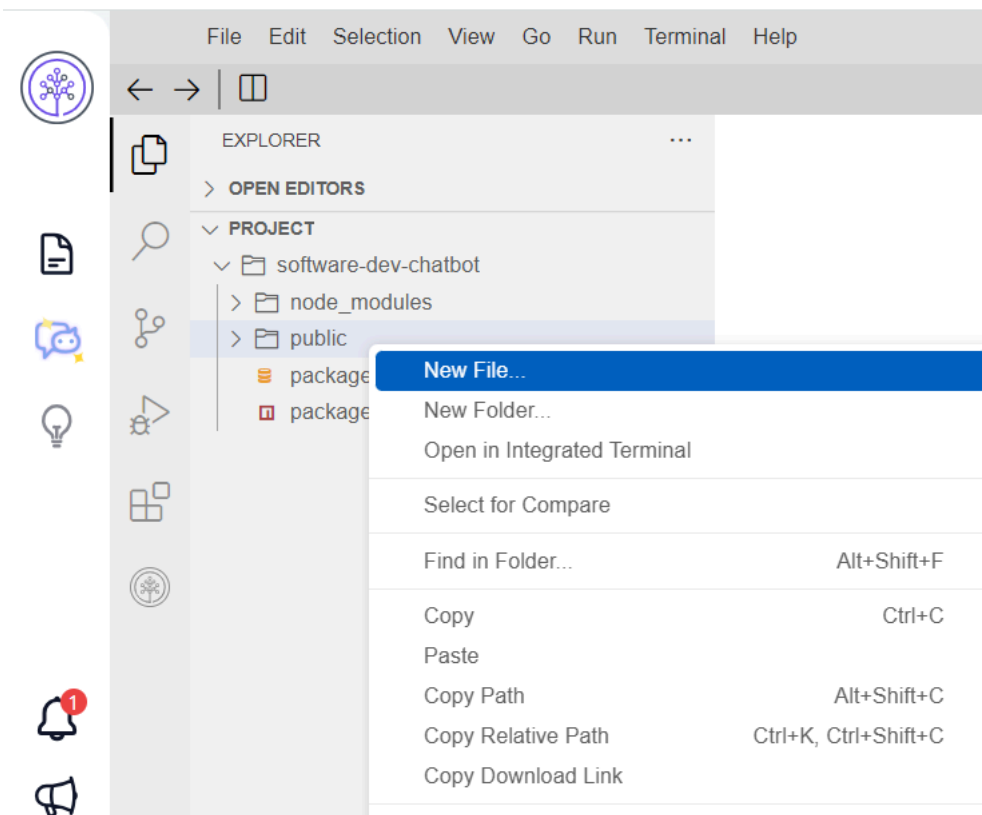 File Edit Selection View Go Run Terminal Help
EXPLORER ...
OPEN EDITORS
PROJECT
software-dev-chatbot
node_modules
public
package
package
New File...
New Folder...
Open in Integrated Terminal
Select for Compare
Find in Folder... Alt+Shift+F
Copy Ctrl+C
Paste
Copy Path Alt+Shift+C
Copy Relative Path Ctrl+K, Ctrl+Shift+C
Copy Download Link
1